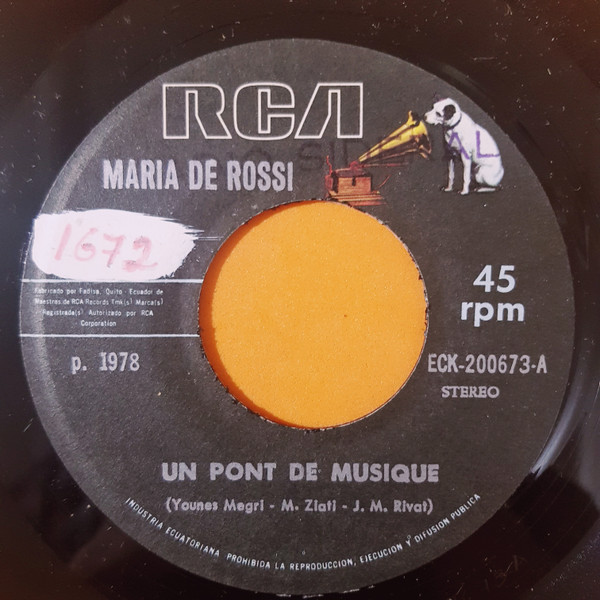 RCA
MARIA DE ROSSI
1672
Fabricado por Fadisa, Quito - Ecuador de
Maestros de RCA Records Tmk(s) Marca(s)
Registrada(s) Autorizado por RCA
Corporation
45
rpm
p. 1978
ECK-200673-A
STEREO
UN PONT DE MUSIQUE
(Younes Megri - M. Zlati - J. M. Rivat)
INDUSTRIA ECUATORIANA PROHIBIDA LA REPRODUCCION, EJECUCION Y DIFUSION PUBLICA